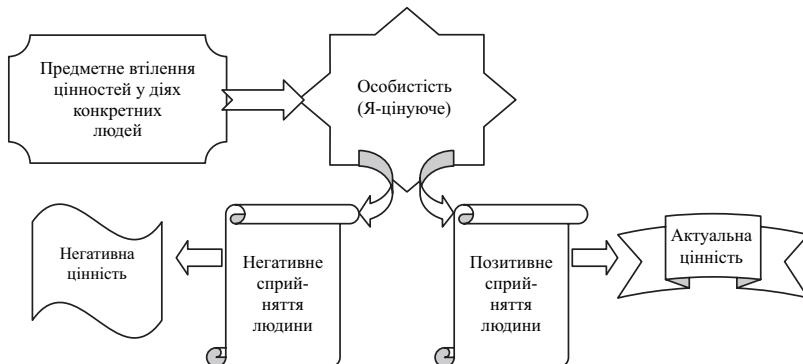 Предметне втілення
цінностей у діях
конкретних
людей
Особистість
(Я-цінуюче)
Негативна
цінність
Негативне
сприй-
няття
людини
Позитивне
сприй-
няття
людини
Актуальна
цінність